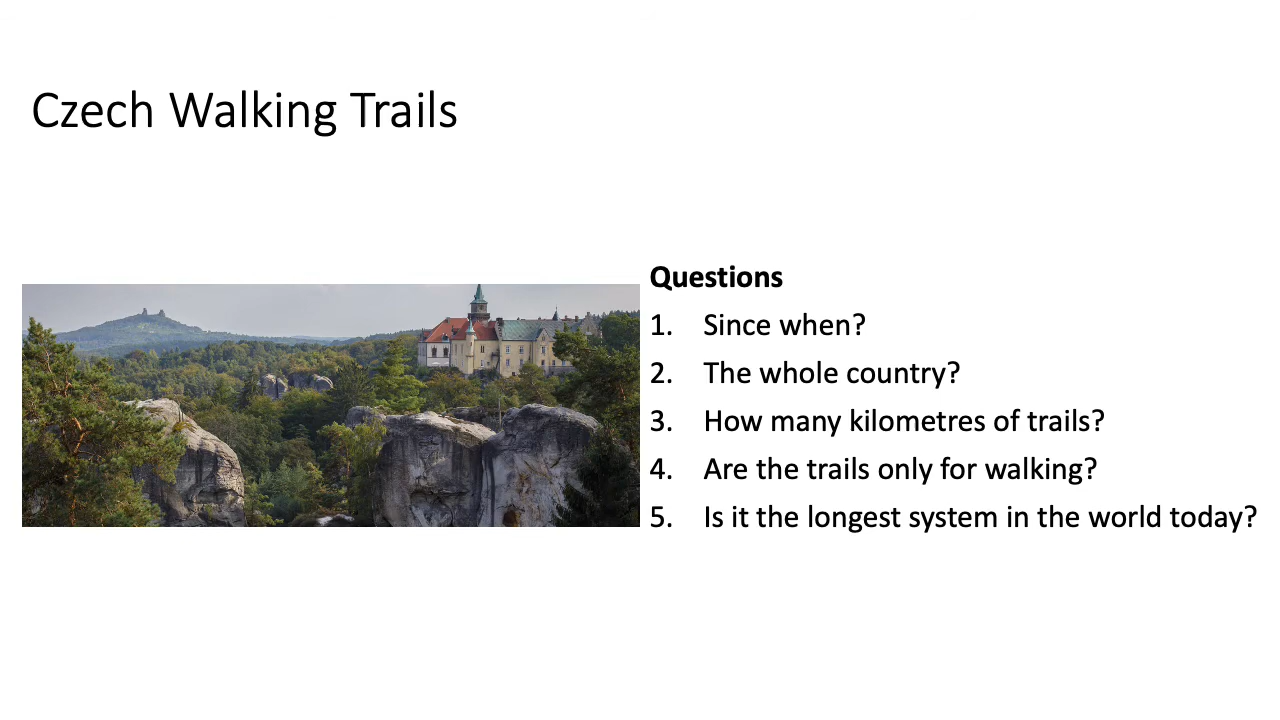 Czech Walking Trails
Questions
1. Since when?
2. The whole country?
3. How many kilometres of trails?
4. Are the trails only for walking?
5. Is it the longest system in the world today?